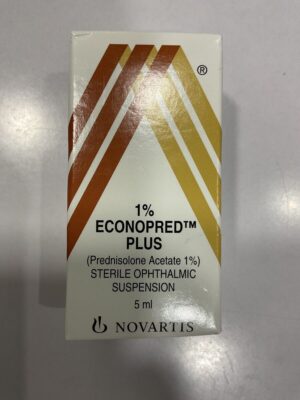 ®
1%
ECONOPRED™
PLUS
(Prednisolone Acetate 1%)
STERILE OPHTHALMIC
SUSPENSION
5 ml
NOVARTIS